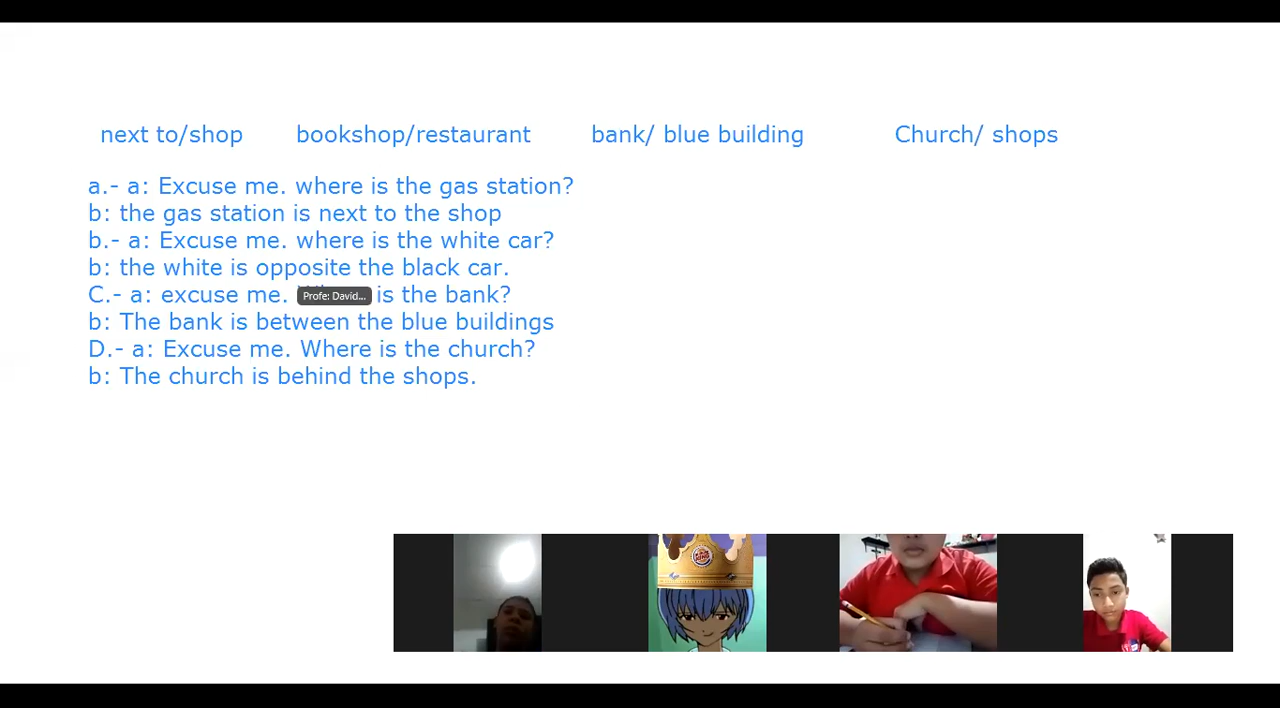 next to/shop bookshop/restaurant bank/ blue building Church/ shops
a.- a: Excuse me. where is the gas station?
b: the gas station is next to the shop
b.- a: Excuse me. where is the white car?
b: the white is opposite the black car.
C.- a: excuse me. Profe: David... is the bank?
b: The bank is between the blue buildings
D.- a: Excuse me. Where is the church?
b: The church is behind the shops.